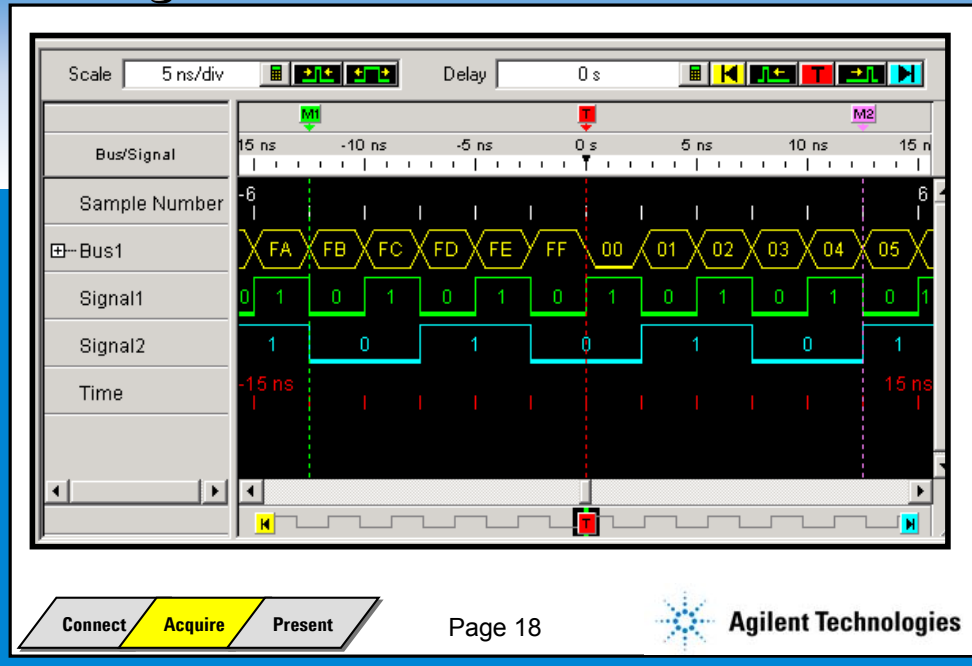 Scale 5 ns/div Delay 0 s T
M1 T M2
Bus/Signal 15 ns -10 ns -5 ns 0 s 5 ns 10 ns 15 n
Sample Number -6 6
Bus1 FA FB FC FD FE FF 00 01 02 03 04 05
Signal1 0 1 0 1 0 1 0 1 0 1 0 1 0 1
Signal2 1 0 1 0 1 0 1
Time -15 ns 15 ns
T
Connect Acquire Present Page 18 Agilent Technologies